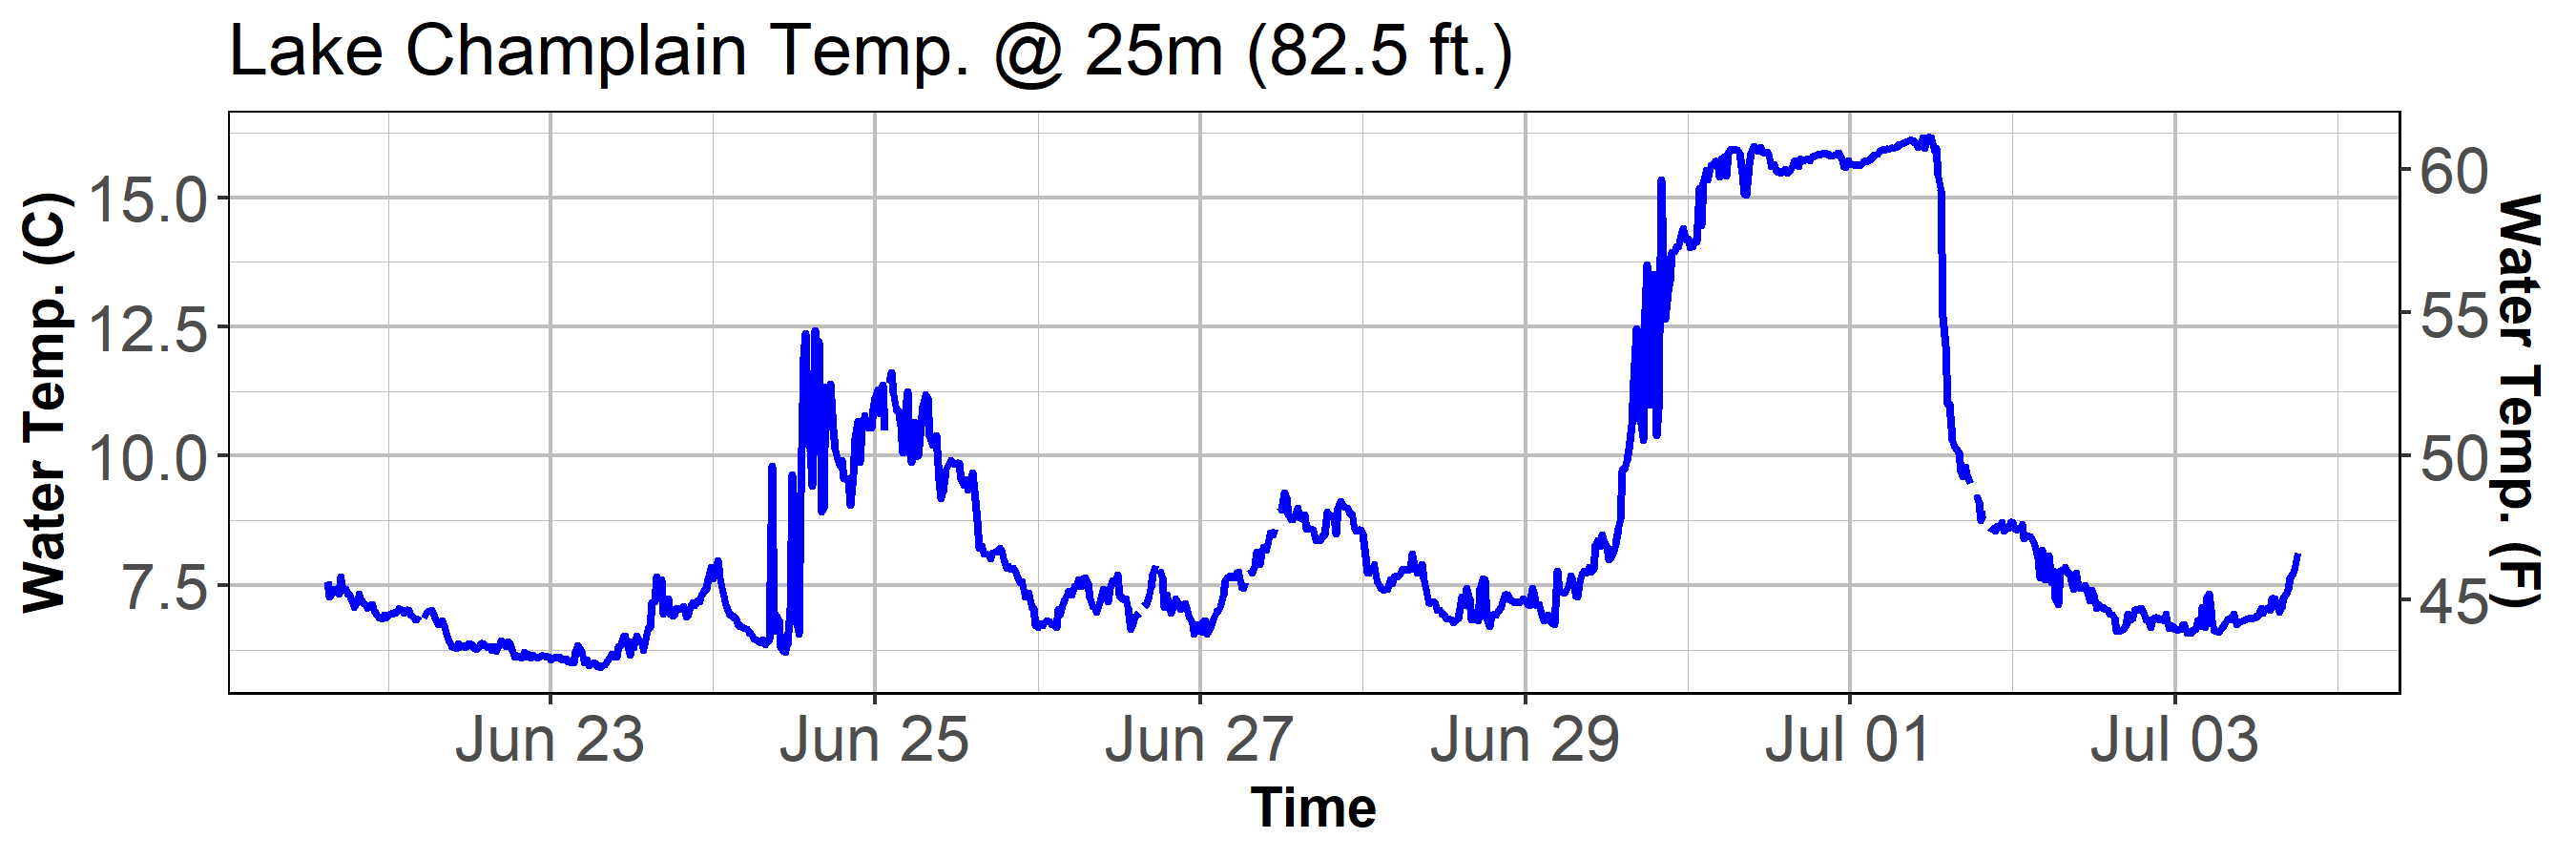 Lake Champlain Temp. @ 25m (82.5 ft.)
Water Temp. (C)
15.0
12.5
10.0
7.5
60
55
50
45
Water Temp. (F)
Jun 23 Jun 25 Jun 27 Jun 29 Jul 01 Jul 03
Time